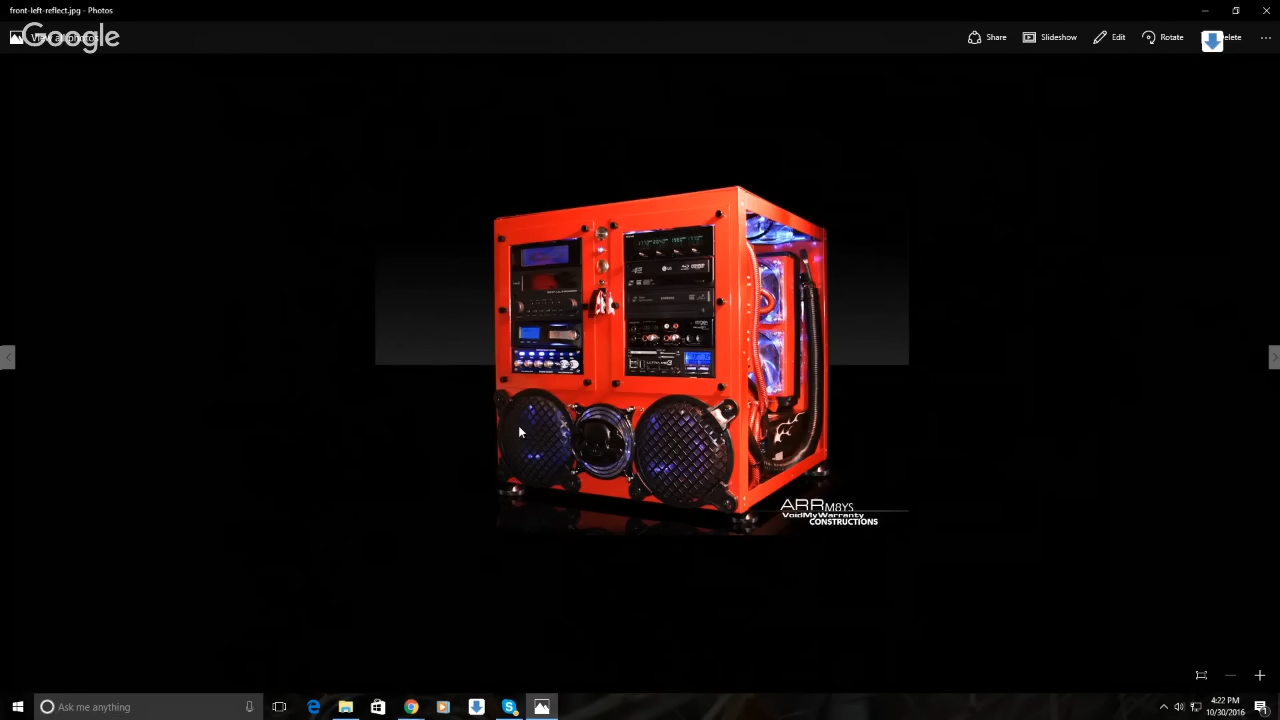 front-left-reflect.jpg - Photos
Google
Share
Slideshow
Edit
Rotate
ARRM8YS
VoidMyWarranty
CONSTRUCTIONS
Ask me anything
4:22 PM
10/30/2016